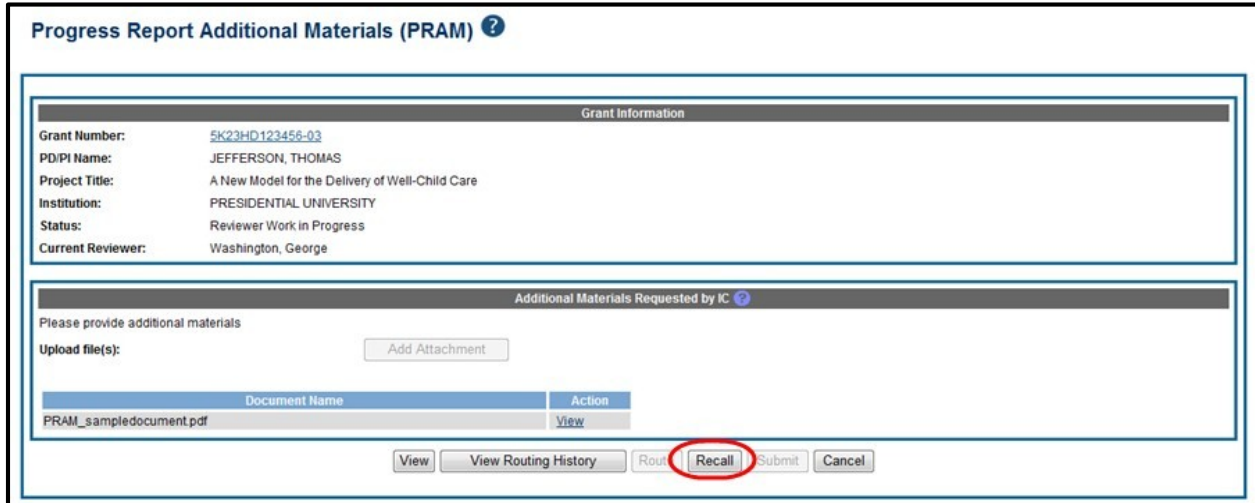 Progress Report Additional Materials (PRAM) ?
Grant Information
Grant Number: 5K23HD123456-03
PD/PI Name: JEFFERSON, THOMAS
Project Title: A New Model for the Delivery of Well-Child Care
Institution: PRESIDENTIAL UNIVERSITY
Status: Reviewer Work in Progress
Current Reviewer: Washington, George
Additional Materials Requested by IC ?
Please provide additional materials
Upload file(s): Add Attachment
Document Name Action
PRAM_sampledocument.pdf View
View View Routing History Route Recall Submit Cancel